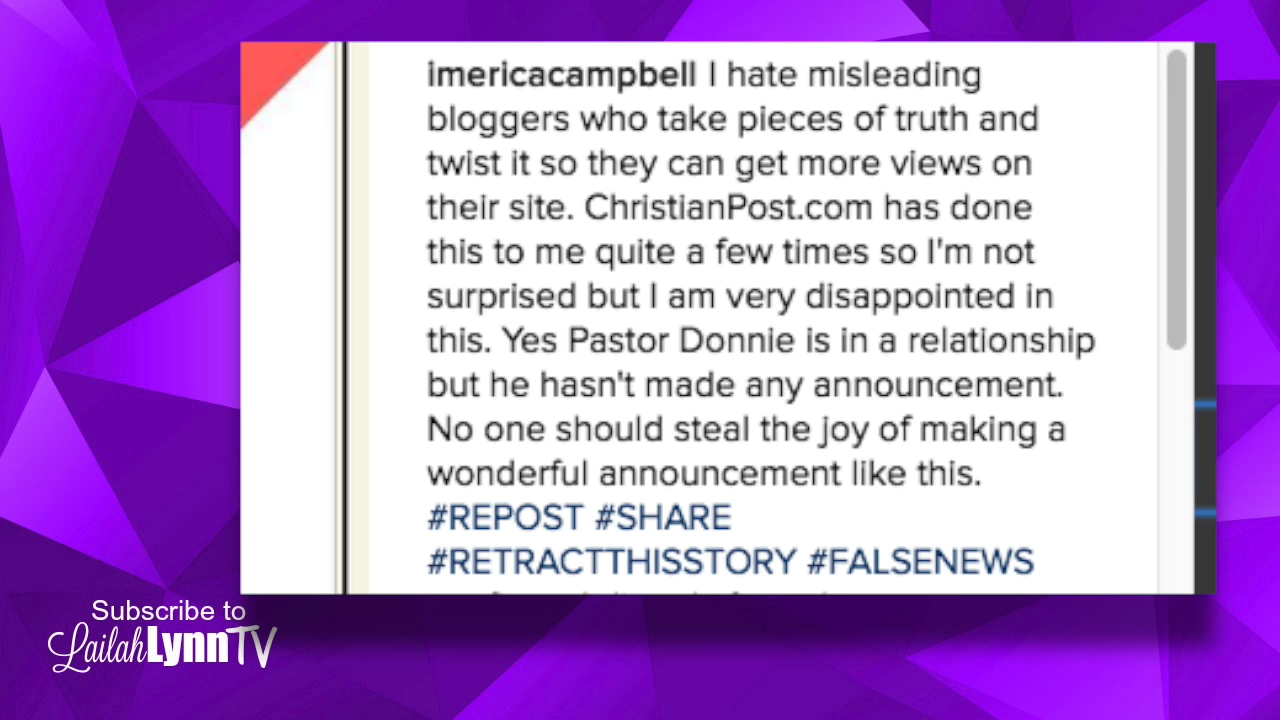 imericacampbell I hate misleading
bloggers who take pieces of truth and
twist it so they can get more views on
their site. ChristianPost.com has done
this to me quite a few times so I'm not
surprised but I am very disappointed in
this. Yes Pastor Donnie is in a relationship
but he hasn't made any announcement.
No one should steal the joy of making a
wonderful announcement like this.
#REPOST #SHARE
#RETRACTTHISSTORY #FALSENEWS
Subscribe to
LailahLynnTV